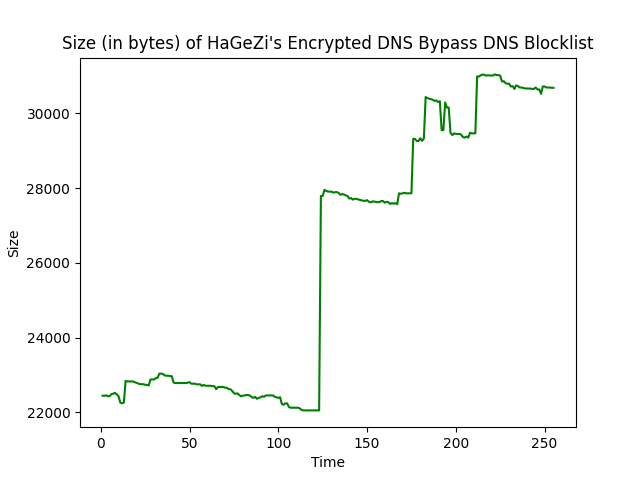 Size (in bytes) of HaGeZi's Encrypted DNS Bypass DNS Blocklist
30000
28000
26000
24000
22000
Size
0 50 100 150 200 250
Time